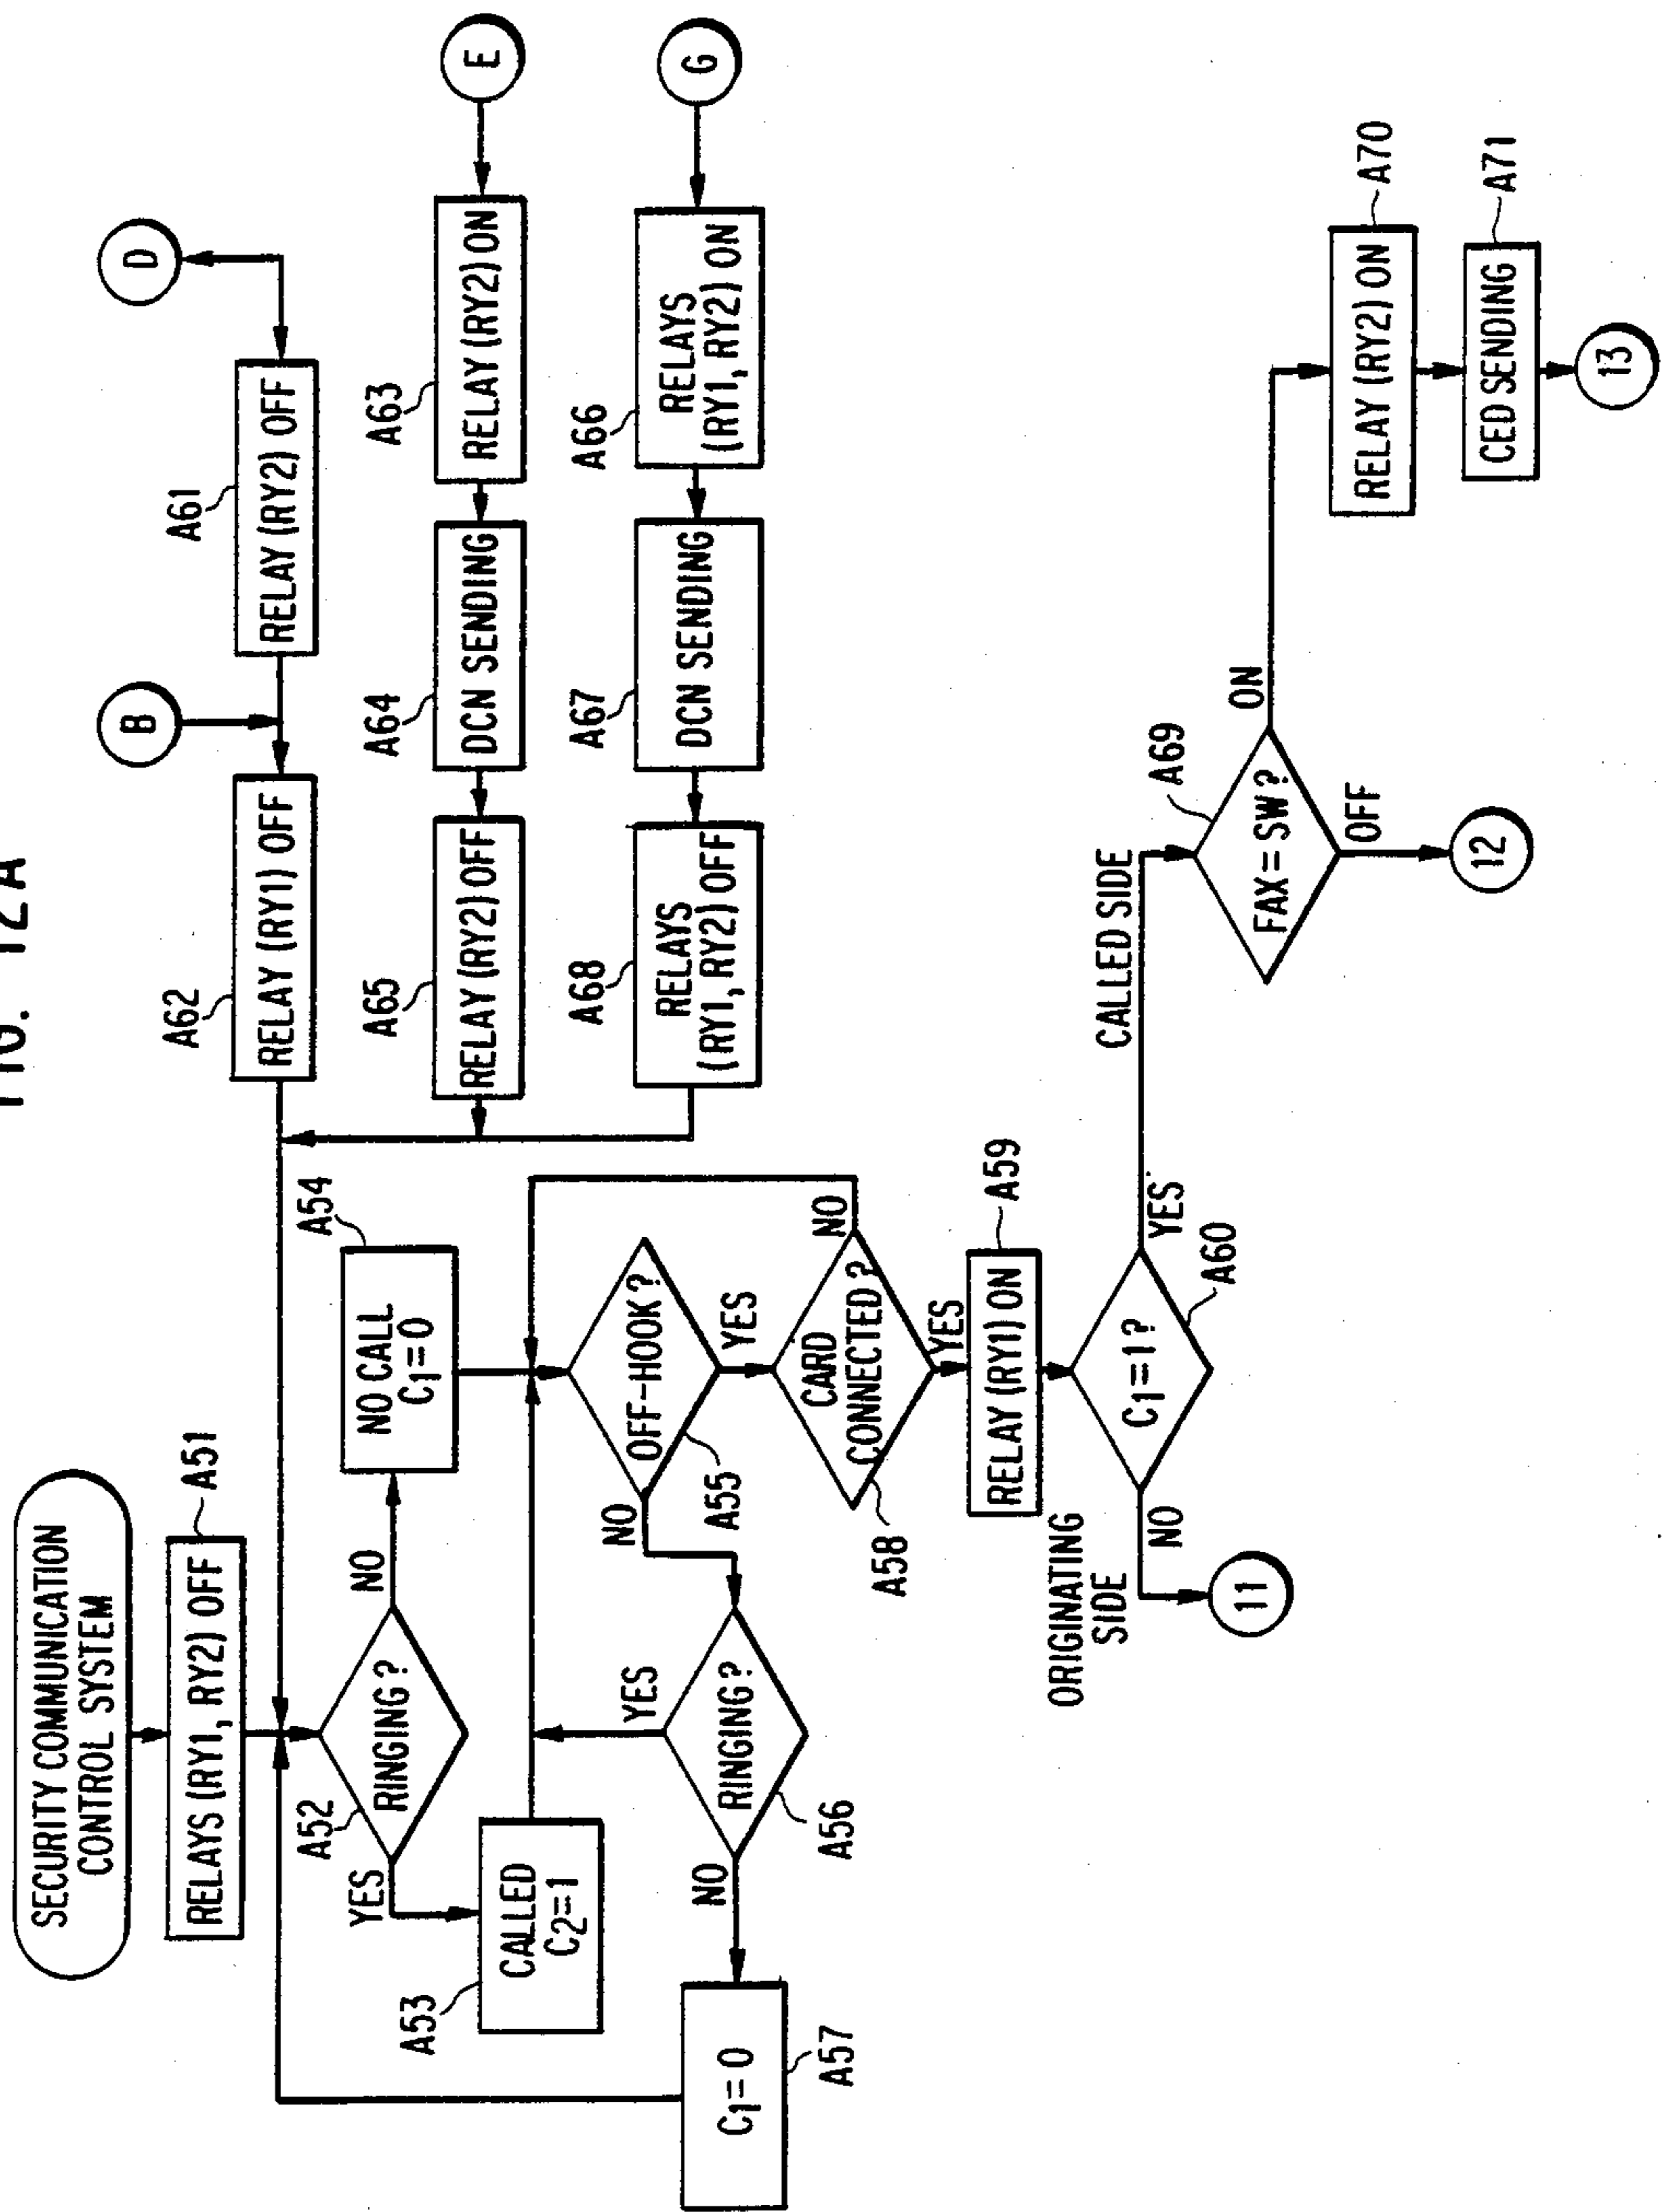 FIG. 12A
SECURITY COMMUNICATION
CONTROL SYSTEM
RELAYS (RY1, RY2) OFF
A51
RINGING?
A52
YES
NO
CALLED
C2=1
A53
NO CALL
C1=0
A54
OFF-HOOK?
A55
NO
YES
RINGING?
A56
YES
NO
C1=0
A57
CARD
CONNECTED?
A58
NO
YES
RELAY (RY1) ON
A59
C1=1?
A60
ORIGINATING
SIDE
NO
11
YES
CALLED SIDE
FAX=SW?
A69
OFF
12
ON
RELAY (RY2) ON
A70
CED SENDING
A71
13
D
A61
RELAY (RY2) OFF
B
A62
RELAY (RY1) OFF
E
A63
RELAY (RY2) ON
A64
DCN SENDING
A65
RELAY (RY2) OFF
G
A66
RELAYS
(RY1, RY2) ON
A67
DCN SENDING
A68
RELAYS
(RY1, RY2) OFF